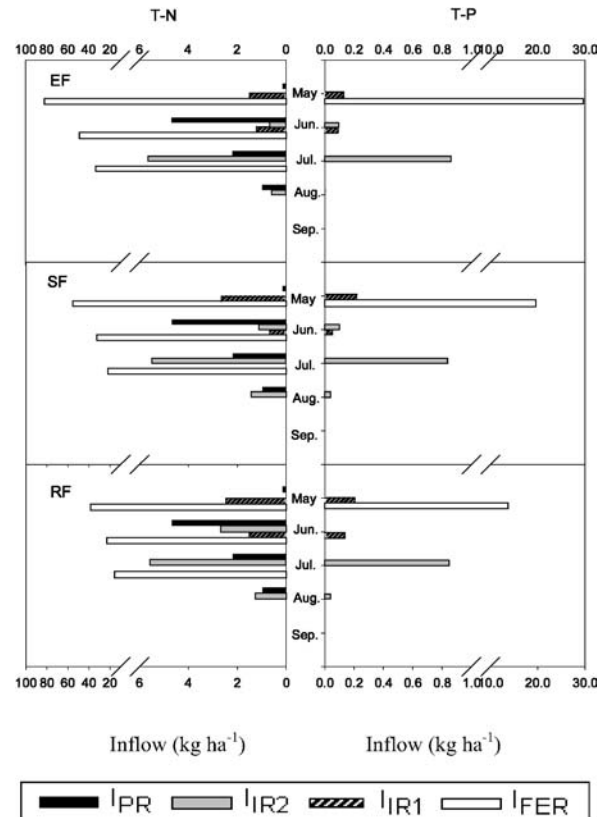 T-N T-P
100 80 60 40 20 6 4 2 0 0.0 0.2 0.4 0.6 0.8 1.0 10.0 20.0 30.0
EF
May
Jun.
Jul.
Aug.
Sep.
SF
May
Jun.
Jul.
Aug.
Sep.
RF
May
Jun.
Jul.
Aug.
Sep.
100 80 60 40 20 6 4 2 0 0.0 0.2 0.4 0.6 0.8 1.0 10.0 20.0 30.0
Inflow (kg ha⁻¹) Inflow (kg ha⁻¹)
I_PR I_IR2 I_IR1 I_FER